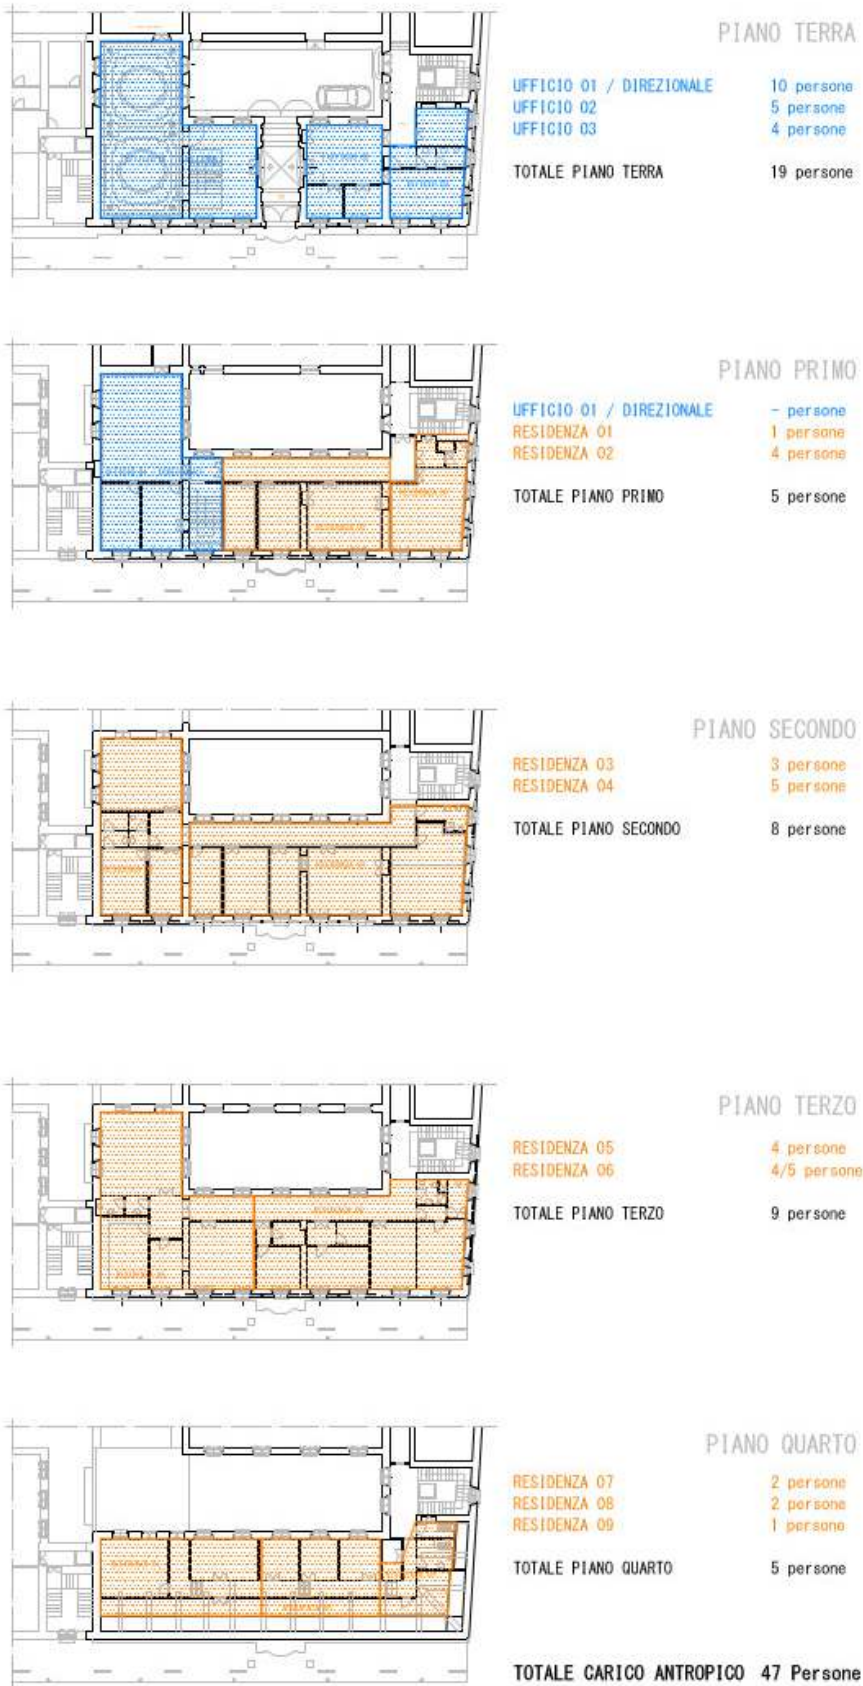 PIANO TERRA
UFFICIO 01 / DIREZIONALE 10 persone
UFFICIO 02 5 persone
UFFICIO 03 4 persone
TOTALE PIANO TERRA 19 persone
PIANO PRIMO
UFFICIO 01 / DIREZIONALE - persone
RESIDENZA 01 1 persone
RESIDENZA 02 4 persone
TOTALE PIANO PRIMO 5 persone
PIANO SECONDO
RESIDENZA 03 3 persone
RESIDENZA 04 5 persone
TOTALE PIANO SECONDO 8 persone
PIANO TERZO
RESIDENZA 05 4 persone
RESIDENZA 06 4/5 persone
TOTALE PIANO TERZO 9 persone
PIANO QUARTO
RESIDENZA 07 2 persone
RESIDENZA 08 2 persone
RESIDENZA 09 1 persono
TOTALE PIANO QUARTO 5 persone
TOTALE CARICO ANTROPICO 47 Persone